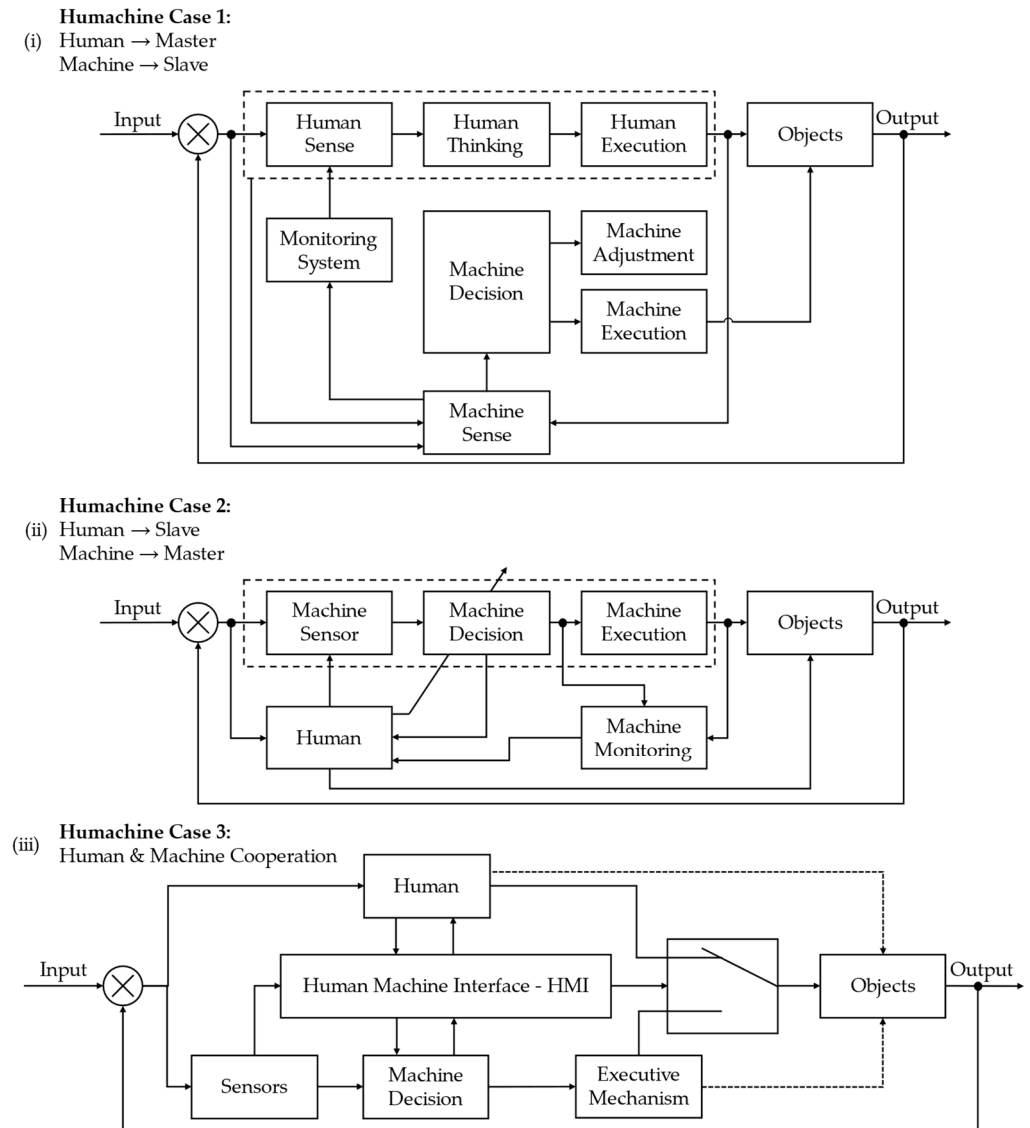 Humachine Case 1:
(i) Human → Master
Machine → Slave
Input
Human
Sense
Human
Thinking
Human
Execution
Objects
Output
Monitoring
System
Machine
Decision
Machine
Adjustment
Machine
Execution
Machine
Sense
Humachine Case 2:
(ii) Human → Slave
Machine → Master
Input
Machine
Sensor
Machine
Decision
Machine
Execution
Objects
Output
Human
Machine
Monitoring
Humachine Case 3:
(iii) Human & Machine Cooperation
Human
Input
Human Machine Interface - HMI
Objects
Output
Sensors
Machine
Decision
Executive
Mechanism